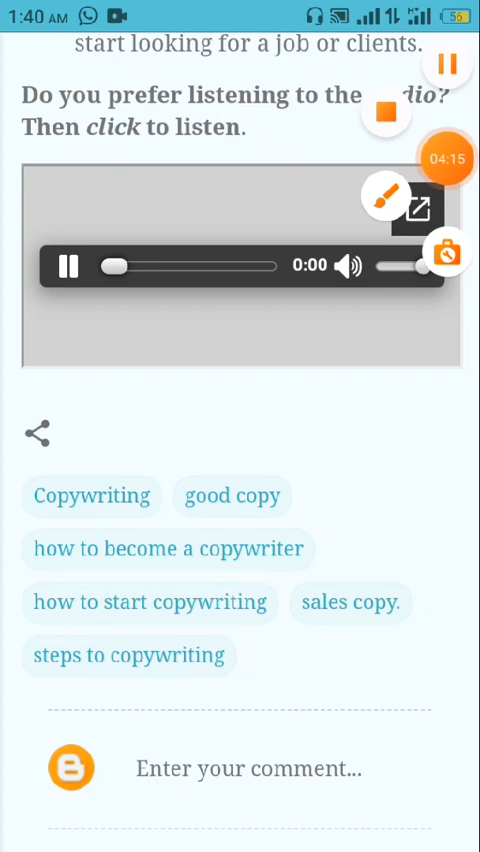 1:40 AM 56
start looking for a job or clients.
Do you prefer listening to the dio?
Then click to listen.
04:15
0:00
Copywriting good copy
how to become a copywriter
how to start copywriting sales copy.
steps to copywriting
Enter your comment...